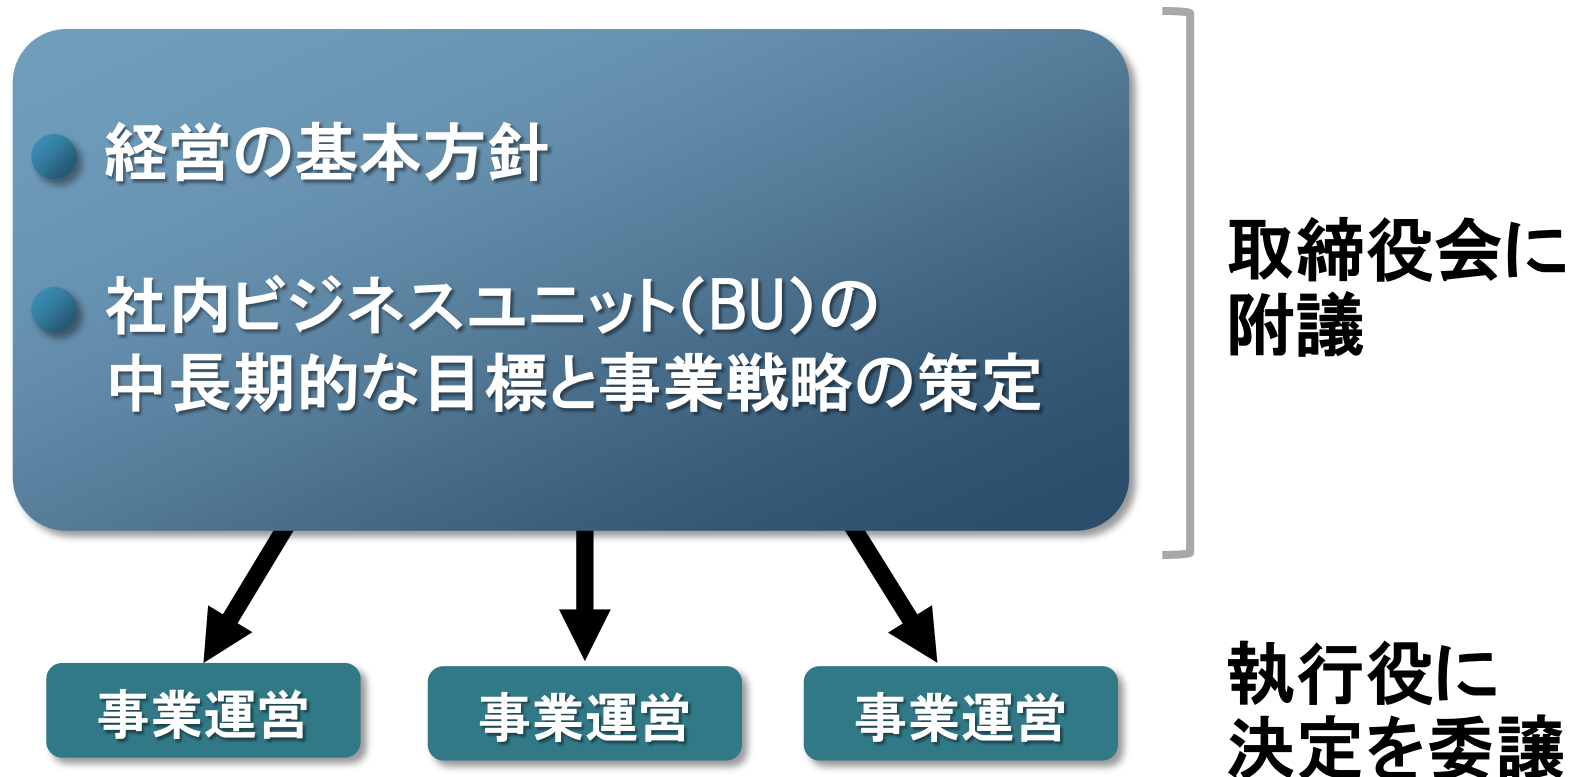 経営の基本方針
社内ビジネスユニット(BU)の
中長期的な目標と事業戦略の策定
取締役会に
附議
事業運営
事業運営
事業運営
執行役に
決定を委譲